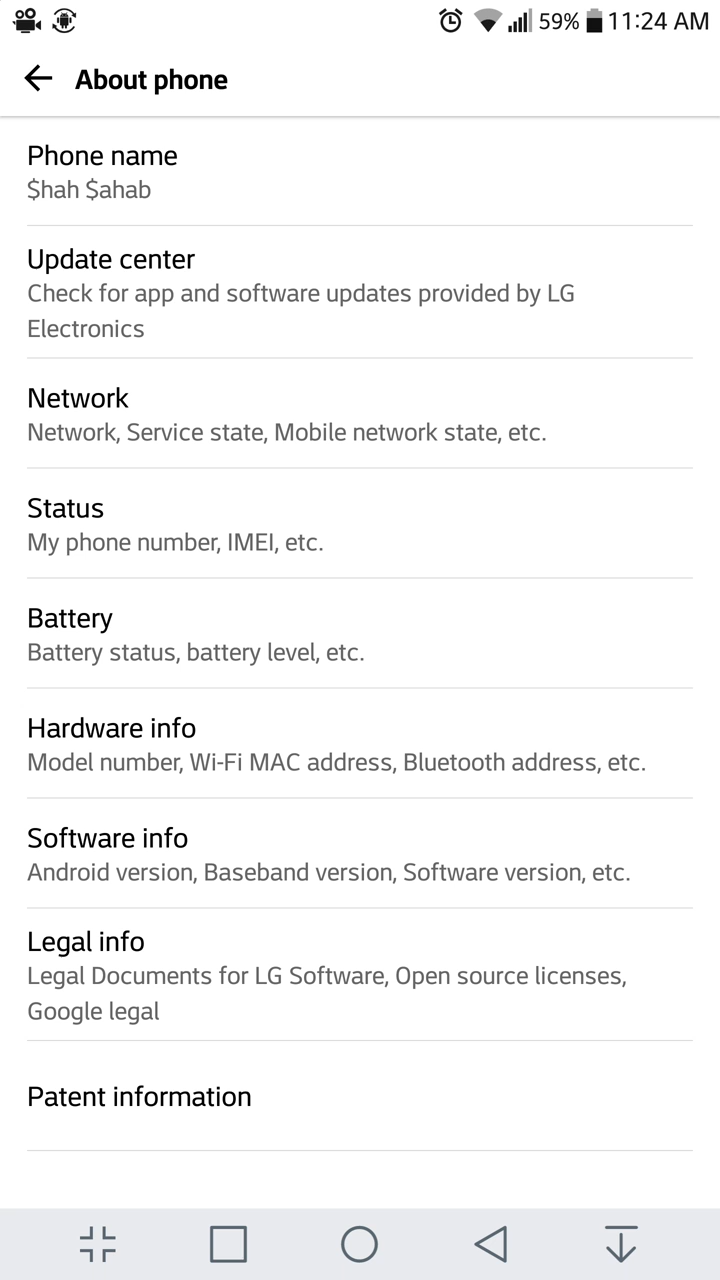 59% 11:24 AM
About phone
Phone name
$hah $ahab
Update center
Check for app and software updates provided by LG
Electronics
Network
Network, Service state, Mobile network state, etc.
Status
My phone number, IMEI, etc.
Battery
Battery status, battery level, etc.
Hardware info
Model number, Wi-Fi MAC address, Bluetooth address, etc.
Software info
Android version, Baseband version, Software version, etc.
Legal info
Legal Documents for LG Software, Open source licenses,
Google legal
Patent information